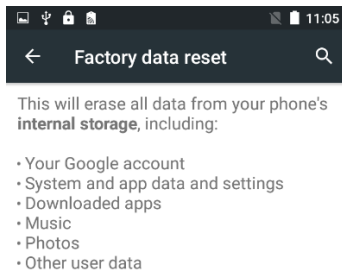 11:05
Factory data reset
This will erase all data from your phone's
internal storage, including:
• Your Google account
• System and app data and settings
• Downloaded apps
• Music
• Photos
• Other user data